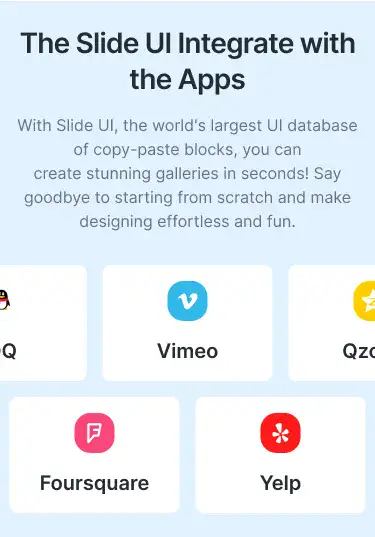 The Slide UI Integrate with
the Apps
With Slide UI, the world's largest UI database
of copy-paste blocks, you can
create stunning galleries in seconds! Say
goodbye to starting from scratch and make
designing effortless and fun.
Vimeo
Foursquare
Yelp